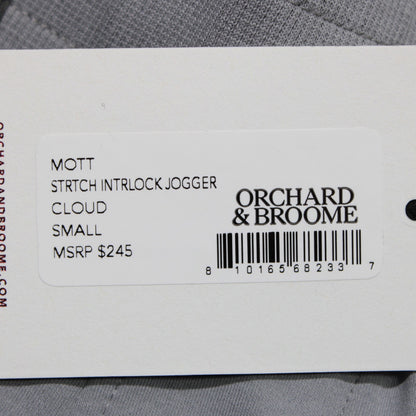 MOTT
STRTCH INTRLOCK JOGGER
CLOUD
SMALL
MSRP $245
ORCHARD
& BROOME
8 10165 68233 7
ORCHARDANDBROOME.COM